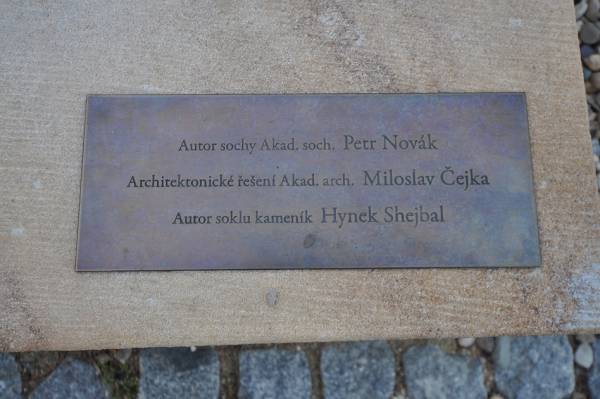 Autor sochy Akad. soch. Petr Novák
Architektonické řešení Akad. arch. Miloslav Čejka
Autor soklu kameník Hynek Shejbal